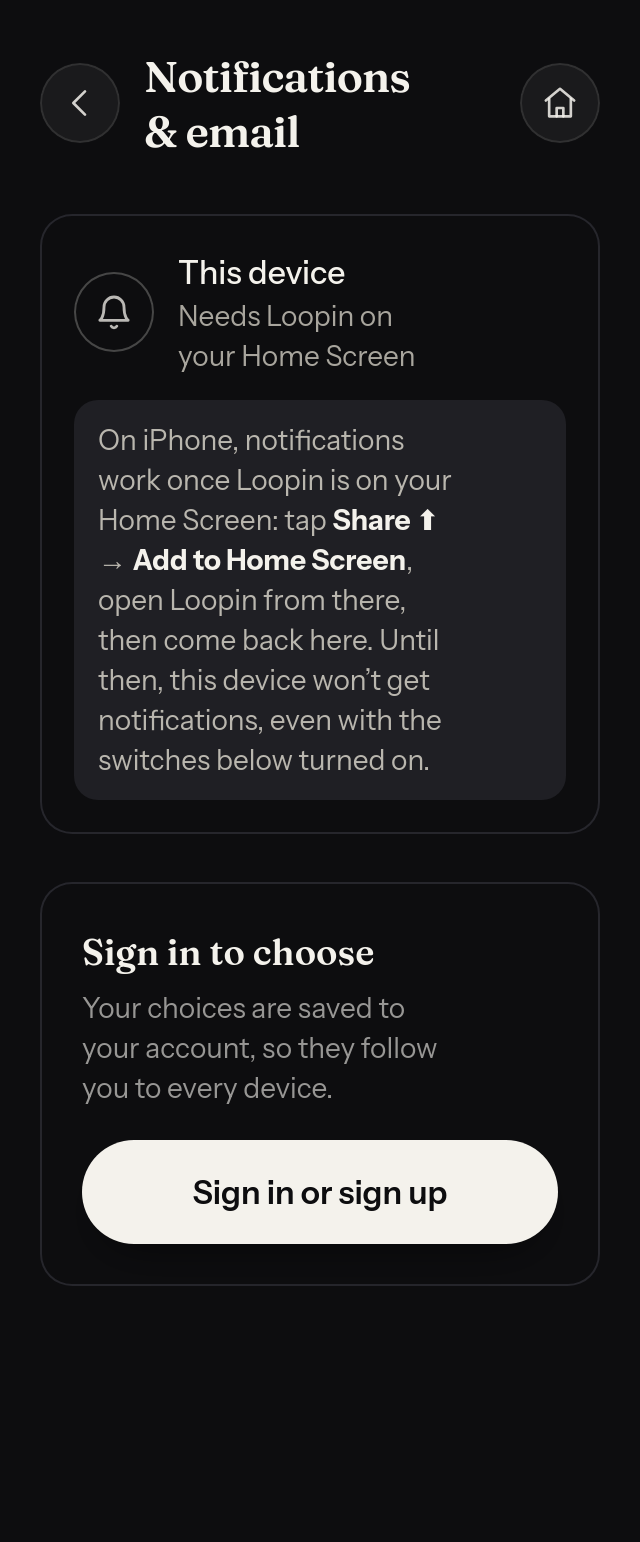 Notifications
& email
This device
Needs Loopin on
your Home Screen
On iPhone, notifications
work once Loopin is on your
Home Screen: tap Share ⬆
→ Add to Home Screen,
open Loopin from there,
then come back here. Until
then, this device won’t get
notifications, even with the
switches below turned on.
Sign in to choose
Your choices are saved to
your account, so they follow
you to every device.
Sign in or sign up